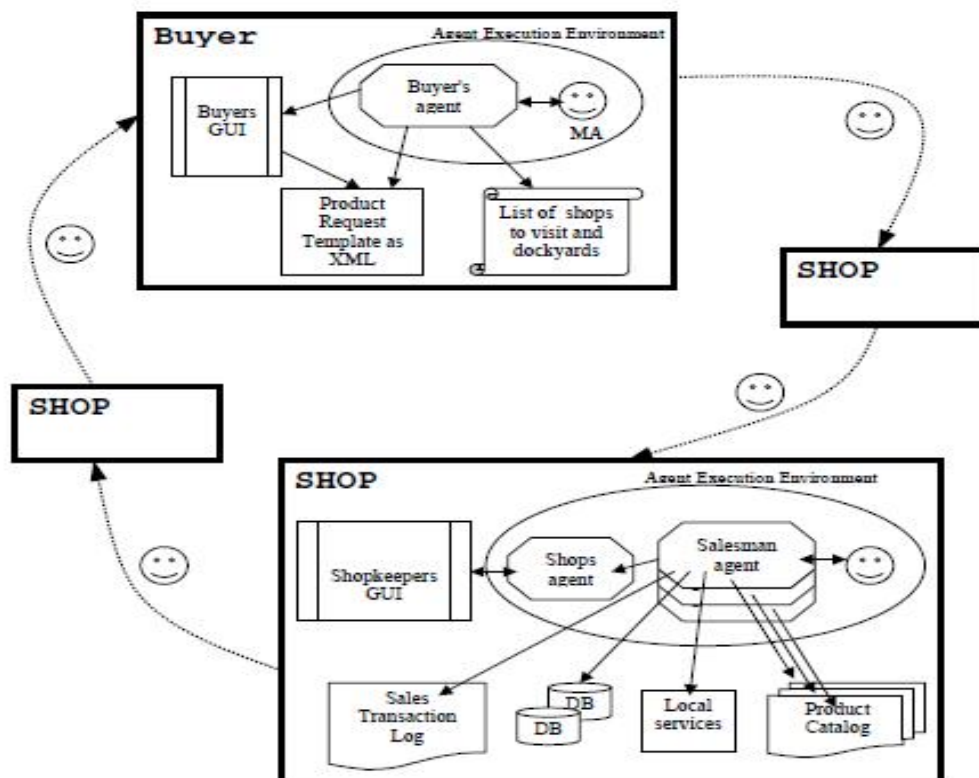 Buyer
Agent Execution Environment
Buyers
GUI
Buyer's
agent
MA
Product
Request
Template as
XML
List of shops
to visit and
dockyards
SHOP
SHOP
SHOP
Agent Execution Environment
Shopkeepers
GUI
Shops
agent
Salesman
agent
Sales
Transaction
Log
DB
DB
Local
services
Product
Catalog